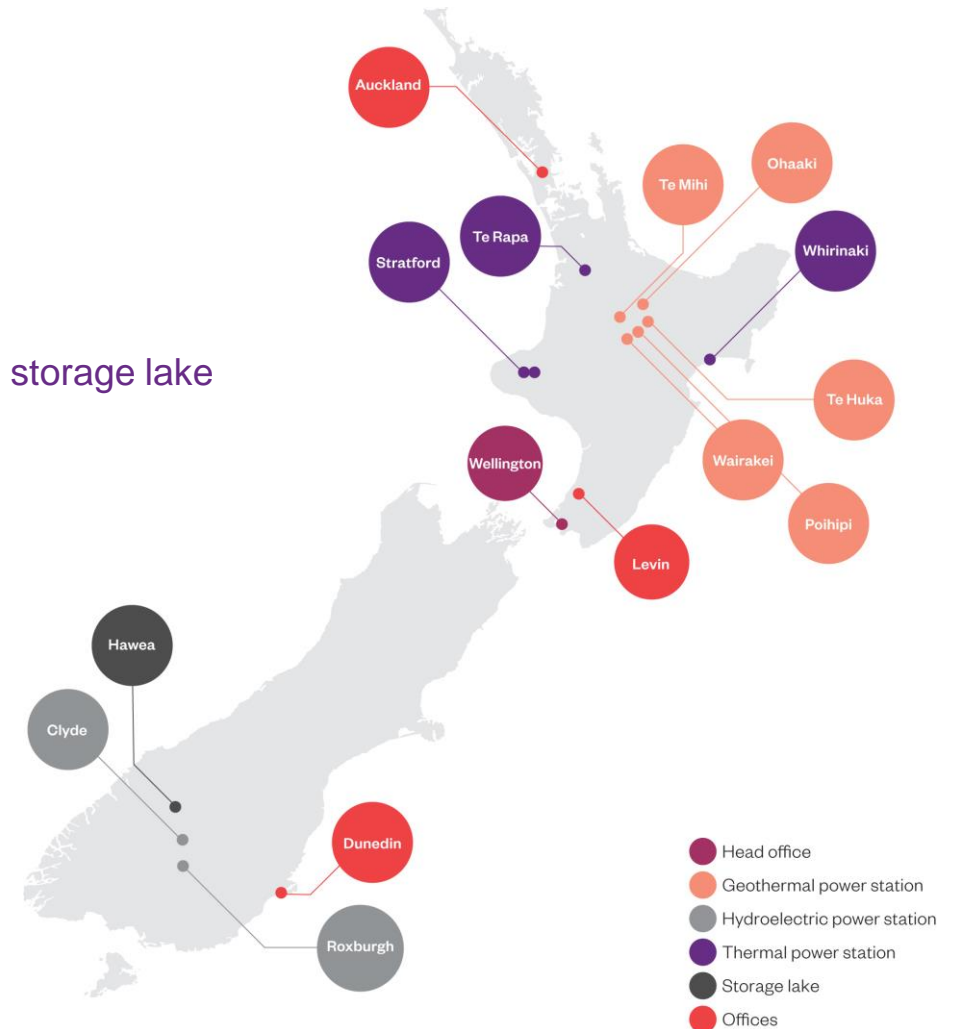 Auckland
Ohaaki
Te Mihi
Te Rapa
Whirinaki
Stratford
storage lake
Te Huka
Wairakei
Wellington
Poihipi
Levin
Hawea
Clyde
Dunedin
Roxburgh
Head office
Geothermal power station
Hydroelectric power station
Thermal power station
Storage lake
Offices